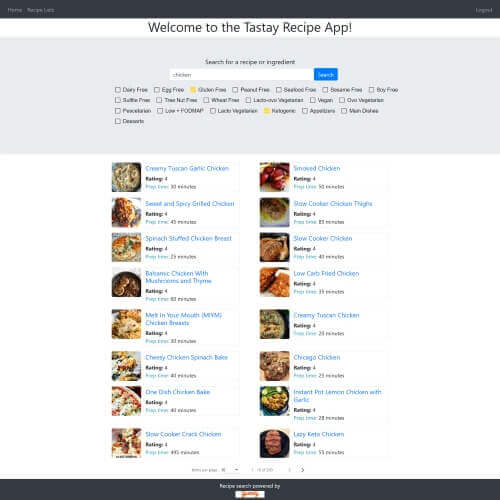 Home Recipe Lists Logout
Welcome to the Tastay Recipe App!
Search for a recipe or ingredient
chicken Search
Dairy Free Egg Free Gluten Free Peanut Free Seafood Free Sesame Free Soy Free
Sulfite Free Tree Nut Free Wheat Free Lacto-ovo Vegetarian Vegan Ovo Vegetarian
Pescetarian Low • FODMAP Lacto Vegetarian Ketogenic Appetizers Main Dishes
Desserts
Creamy Tuscan Garlic Chicken
Rating: 4
Prep time: 30 minutes
Smoked Chicken
Rating: 4
Prep time: 50 minutes
Sweet and Spicy Grilled Chicken
Rating: 4
Prep time: 45 minutes
Slow Cooker Chicken Thighs
Rating: 4
Prep time: 85 minutes
Spinach Stuffed Chicken Breast
Rating: 4
Prep time: 25 minutes
Slow Cooker Chicken
Rating: 4
Prep time: 40 minutes
Balsamic Chicken With
Mushrooms and Thyme
Rating: 4
Prep time: 60 minutes
Low Carb Fried Chicken
Rating: 4
Prep time: 35 minutes
Melt In Your Mouth (MIYM)
Chicken Breasts
Rating: 4
Prep time: 30 minutes
Creamy Tuscan Chicken
Rating: 4
Prep time: 20 minutes
Cheesy Chicken Spinach Bake
Rating: 4
Prep time: 40 minutes
Chicago Chicken
Rating: 4
Prep time: 25 minutes
One Dish Chicken Bake
Rating: 4
Prep time: 40 minutes
Instant Pot Lemon Chicken with
Garlic
Rating: 4
Prep time: 28 minutes
Slow Cooker Crack Chicken
Rating: 4
Prep time: 495 minutes
Lazy Keto Chicken
Rating: 4
Prep time: 55 minutes
Items per page:
Recipe search powered by